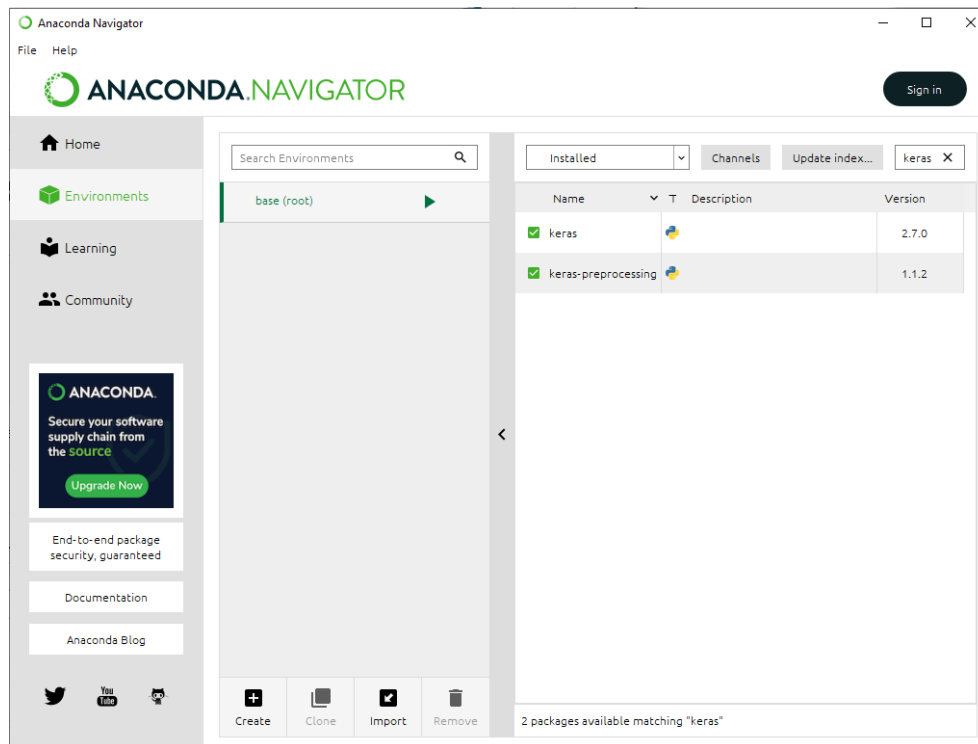 Anaconda Navigator
File Help
ANACONDA.NAVIGATOR
Sign in
Home
Environments
Learning
Community
ANACONDA.
Secure your software
supply chain from
the source
Upgrade Now
End-to-end package
security, guaranteed
Documentation
Anaconda Blog
You
Tube
Search Environments
base (root)
Create Clone Import Remove
Installed Channels Update index... keras
Name T Description Version
keras 2.7.0
keras-preprocessing 1.1.2
2 packages available matching "keras"